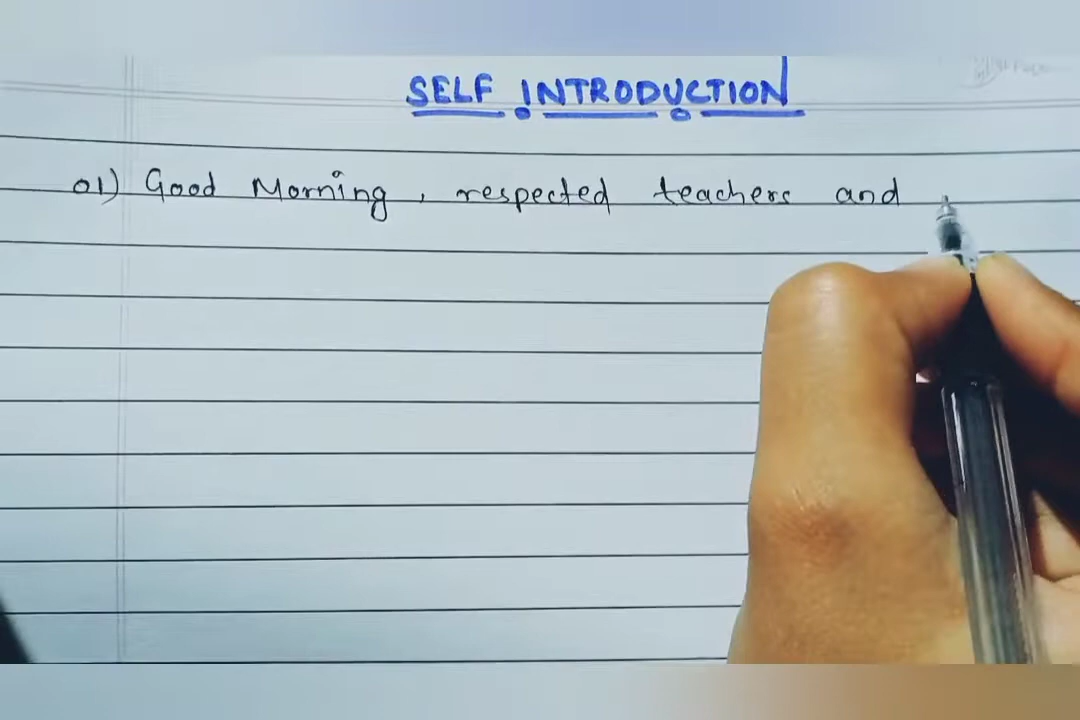 SELF INTRODUCTION
01) Good Morning, respected teachers and